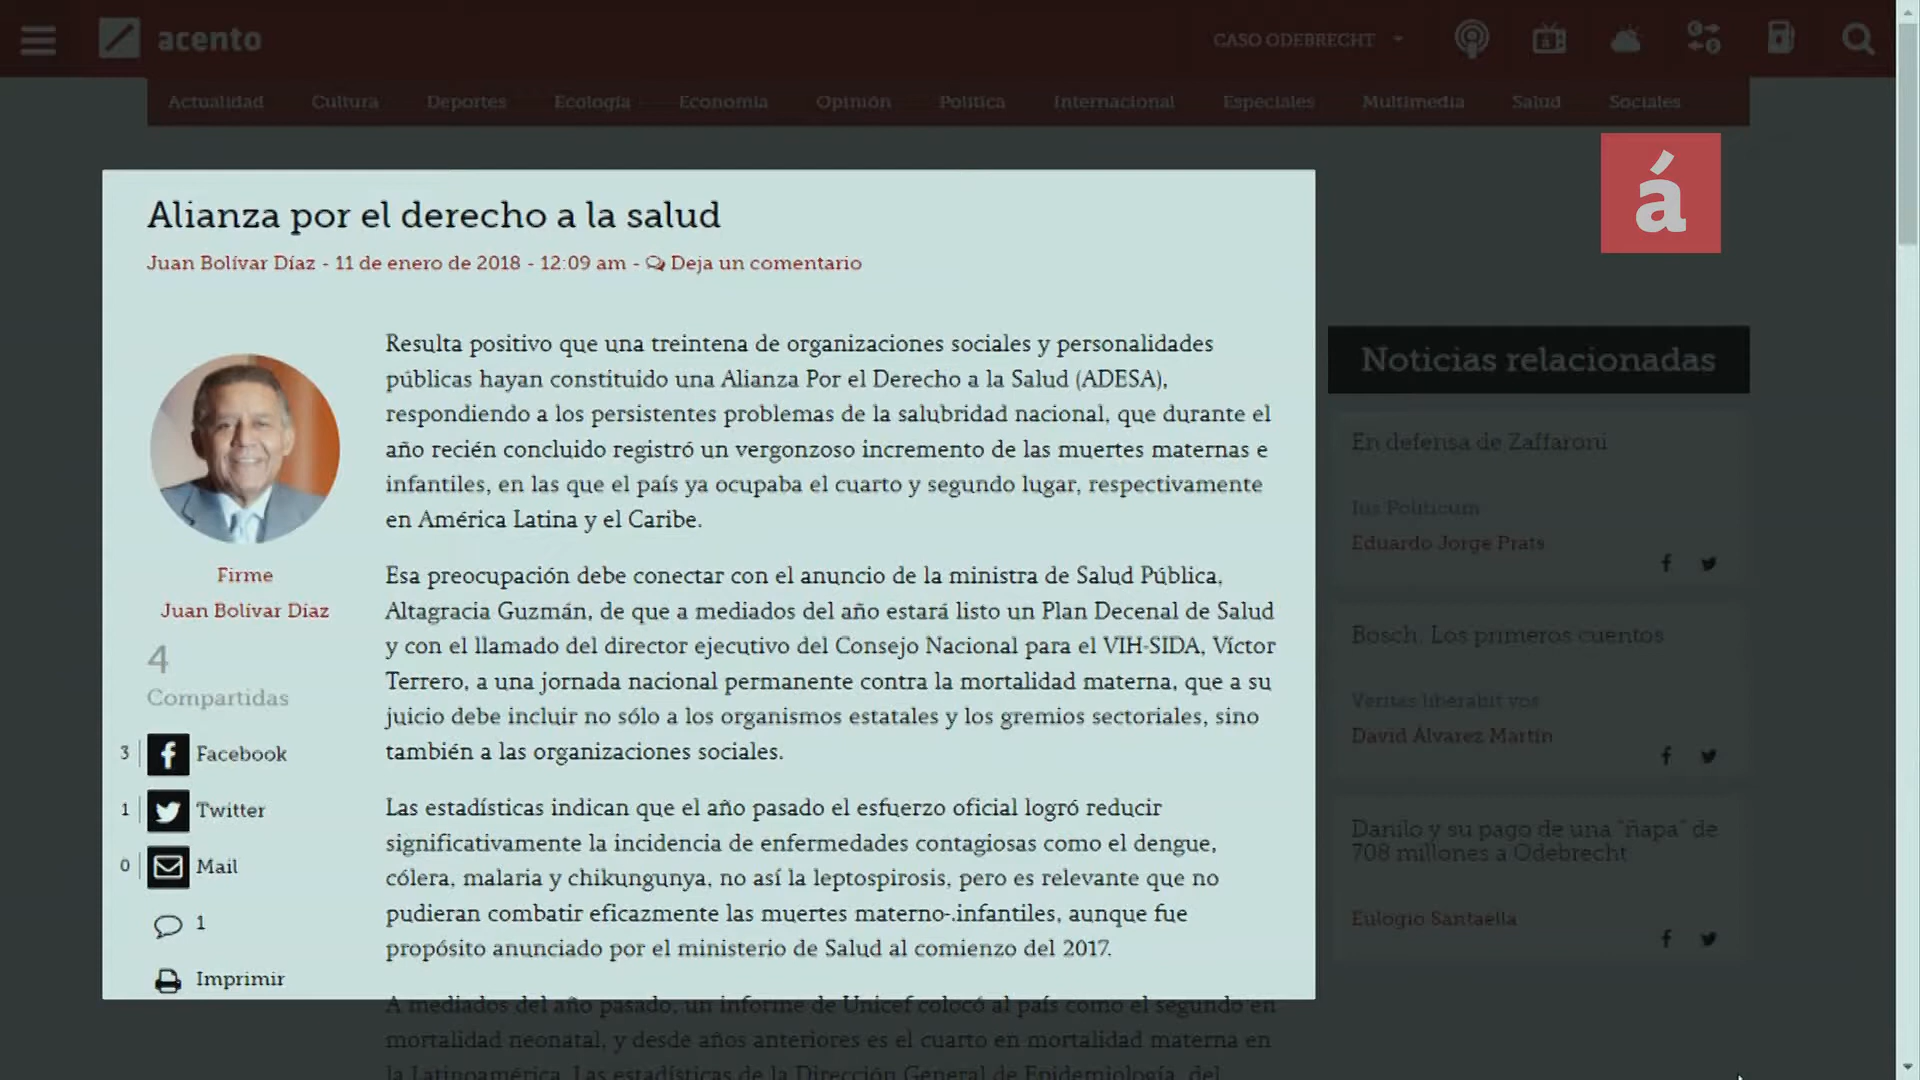 acento
CASO ODEBRECHT
Actualidad Cultura Deportes Ecología Economía Opinión Política Internacional Especiales Multimedia Salud Sociales
á
Alianza por el derecho a la salud
Juan Bolívar Díaz - 11 de enero de 2018 - 12:09 am - Deja un comentario
Resulta positivo que una treintena de organizaciones sociales y personalidades
públicas hayan constituido una Alianza Por el Derecho a la Salud (ADESA),
respondiendo a los persistentes problemas de la salubridad nacional, que durante el
año recién concluido registró un vergonzoso incremento de las muertes maternas e
infantiles, en las que el país ya ocupaba el cuarto y segundo lugar, respectivamente
en América Latina y el Caribe.
Firme
Juan Bolívar Díaz
4
Compartidas
3 Facebook
1 Twitter
0 Mail
1
Imprimir
Esa preocupación debe conectar con el anuncio de la ministra de Salud Pública,
Altagracia Guzmán, de que a mediados del año estará listo un Plan Decenal de Salud
y con el llamado del director ejecutivo del Consejo Nacional para el VIH-SIDA, Víctor
Terrero, a una jornada nacional permanente contra la mortalidad materna, que a su
juicio debe incluir no sólo a los organismos estatales y los gremios sectoriales, sino
también a las organizaciones sociales.
Las estadísticas indican que el año pasado el esfuerzo oficial logró reducir
significativamente la incidencia de enfermedades contagiosas como el dengue,
cólera, malaria y chikungunya, no así la leptospirosis, pero es relevante que no
pudieran combatir eficazmente las muertes materno-.infantiles, aunque fue
propósito anunciado por el ministerio de Salud al comienzo del 2017.
A mediados del año pasado, un informe de Unicef colocó al país como el segundo en
mortalidad neonatal, y desde años anteriores es el cuarto en mortalidad materna en
la Latinoamérica. Las estadísticas de la Dirección General de Epidemiología, del
Noticias relacionadas
En defensa de Zaffaroni
Ius Politicum
Eduardo Jorge Prats
Bosch: Los primeros cuentos
Veritas liberabit vos
David Álvarez Martín
Danilo y su pago de una "ñapa" de
708 millones a Odebrecht
Eulogio Santaella